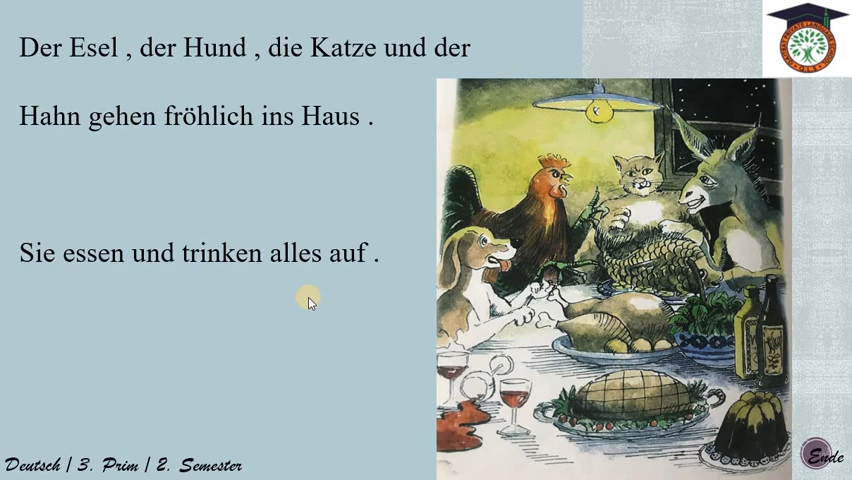 Der Esel , der Hund , die Katze und der
Hahn gehen fröhlich ins Haus .
Sie essen und trinken alles auf .
Deutsch | 3. Prim | 2. Semester
Ende